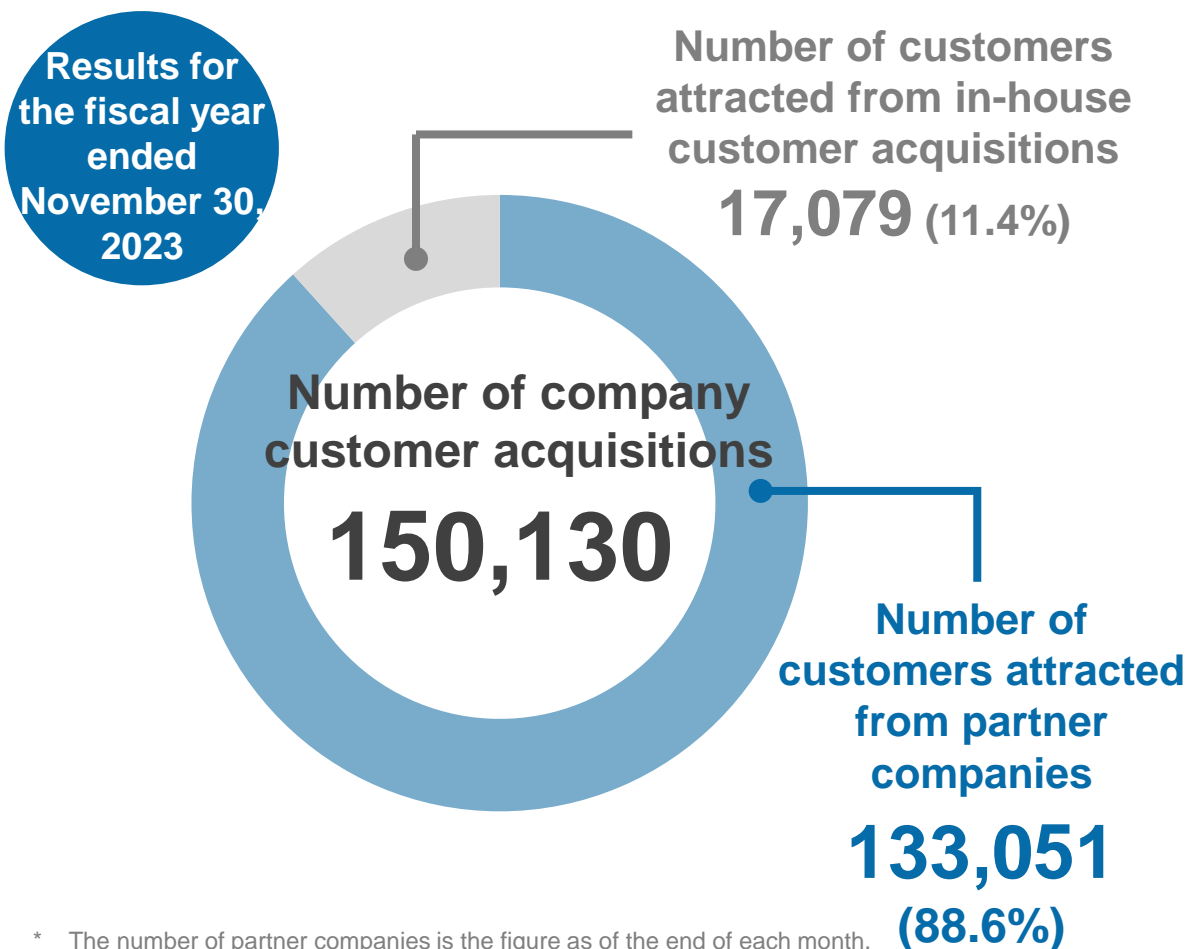 Results for
the fiscal year
ended
November 30,
2023
Number of customers
attracted from in-house
customer acquisitions
17,079 (11.4%)
Number of company
customer acquisitions
150,130
Number of
customers attracted
from partner
companies
133,051
(88.6%)
* The number of partner companies is the figure as of the end of each month.